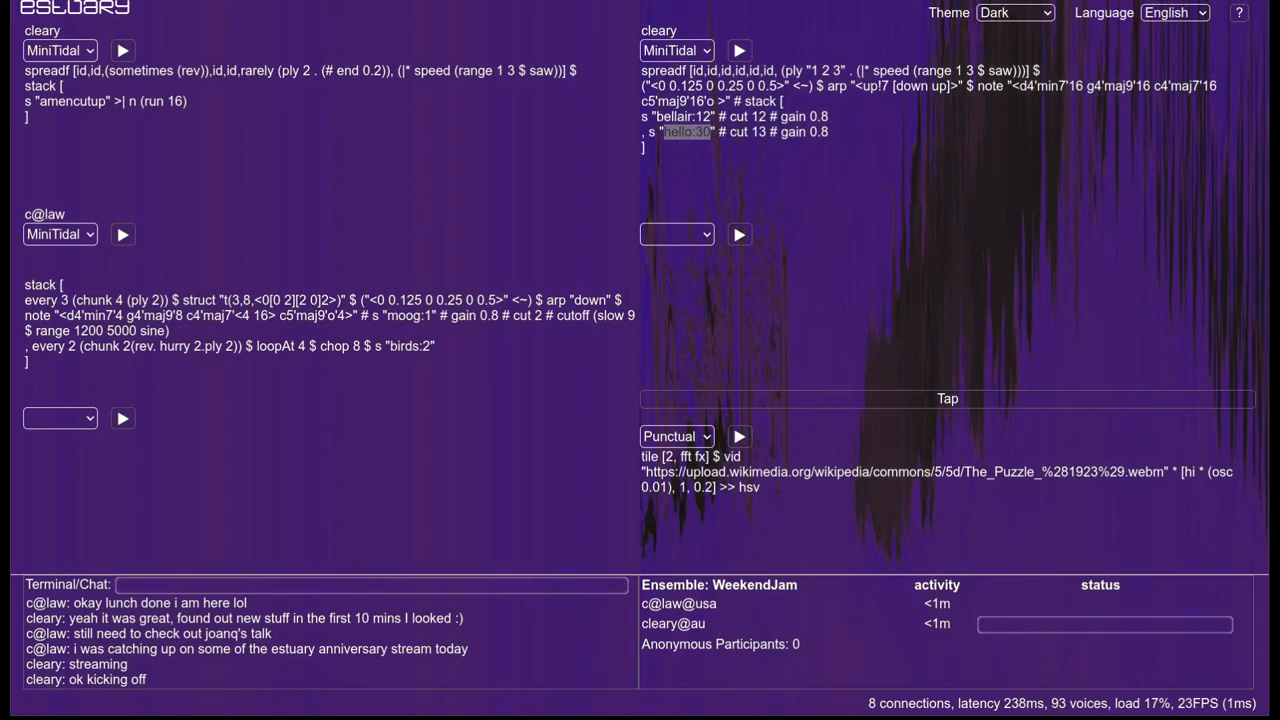 estuary
Theme Dark Language English ?
cleary
MiniTidal
spreadf [id,id,(sometimes (rev)),id,id,rarely (ply 2 . (# end 0.2)), (|* speed (range 1 3 $ saw))] $
stack [
s "amencutup" >| n (run 16)
]
cleary
MiniTidal
spreadf [id,id,id,id,id,id, (ply "1 2 3" . (|* speed (range 1 3 $ saw)))] $
("<0 0.125 0 0.25 0 0.5>" <~) $ arp "<up!7 [down up]>" $ note "<d4'min7'16 g4'maj9'16 c4'maj7'16
c5'maj9'16'o >" # stack [
s "bellair:12" # cut 12 # gain 0.8
, s "hello:30" # cut 13 # gain 0.8
]
c@law
MiniTidal
stack [
every 3 (chunk 4 (ply 2)) $ struct "t(3,8,<0[0 2][2 0]2>)" $ ("<0 0.125 0 0.25 0 0.5>" <~) $ arp "down" $
note "<d4'min7'4 g4'maj9'8 c4'maj7'<4 16> c5'maj9'o'4>" # s "moog:1" # gain 0.8 # cut 2 # cutoff (slow 9
$ range 1200 5000 sine)
, every 2 (chunk 2(rev. hurry 2.ply 2)) $ loopAt 4 $ chop 8 $ s "birds:2"
]
Tap
Punctual
tile [2, fft fx] $ vid
"https://upload.wikimedia.org/wikipedia/commons/5/5d/The_Puzzle_%281923%29.webm" * [hi * (osc
0.01), 1, 0.2] >> hsv
Terminal/Chat:
c@law: okay lunch done i am here lol
cleary: yeah it was great, found out new stuff in the first 10 mins I looked :)
c@law: still need to check out joanq's talk
c@law: i was catching up on some of the estuary anniversary stream today
cleary: streaming
cleary: ok kicking off
Ensemble: WeekendJam activity status
c@law@usa <1m
cleary@au <1m
Anonymous Participants: 0
8 connections, latency 238ms, 93 voices, load 17%, 23FPS (1ms)